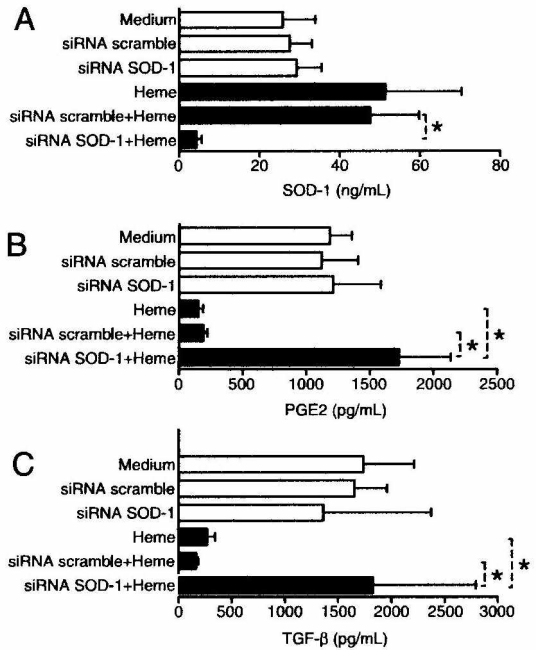 A
Medium
siRNA scramble
siRNA SOD-1
Heme
siRNA scramble+Heme
siRNA SOD-1+Heme
*
0 20 40 60 80
SOD-1 (ng/mL)
B
Medium
siRNA scramble
siRNA SOD-1
Heme
siRNA scramble+Heme
siRNA SOD-1+Heme
* *
0 500 1000 1500 2000 2500
PGE2 (pg/mL)
C
Medium
siRNA scramble
siRNA SOD-1
Heme
siRNA scramble+Heme
siRNA SOD-1+Heme
* *
0 500 1000 1500 2000 2500 3000
TGF-β (pg/mL)